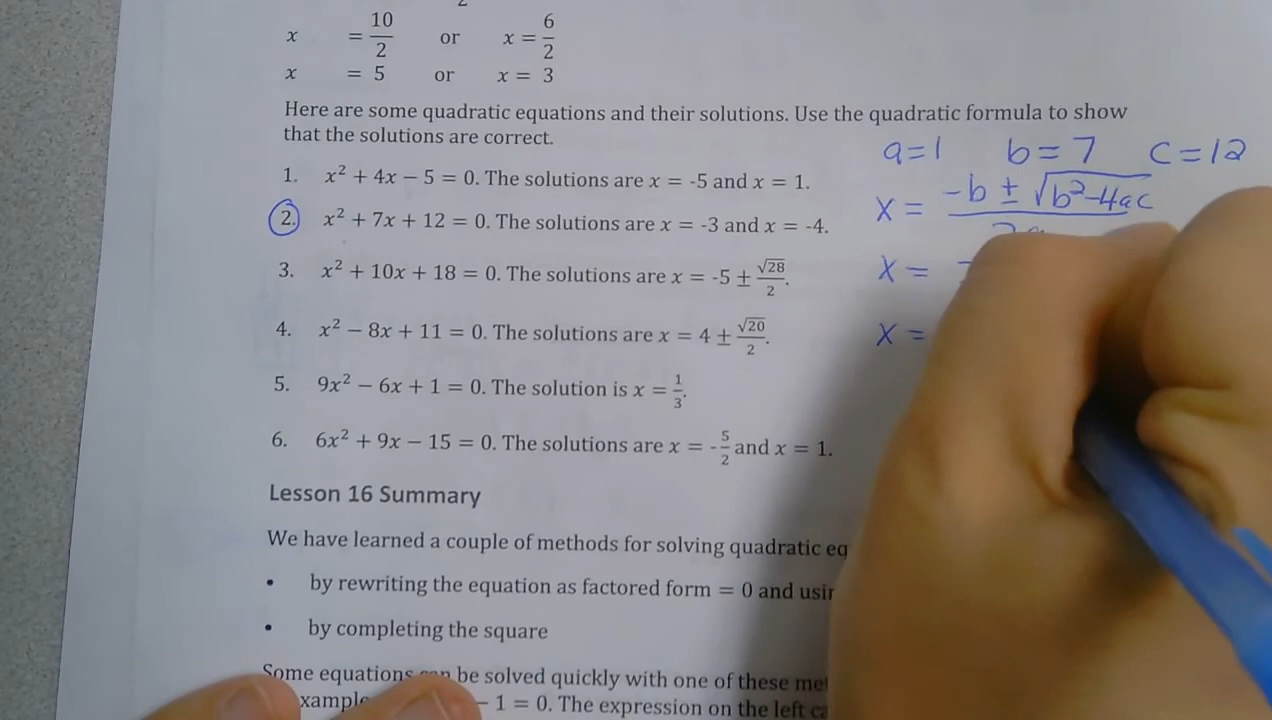 x = 10/2 or x = 6/2
x = 5 or x = 3
Here are some quadratic equations and their solutions. Use the quadratic formula to show
that the solutions are correct.
a=1 b=7 c=12
1. x² + 4x − 5 = 0. The solutions are x = -5 and x = 1.
x = -b ± √b²-4ac
2. x² + 7x + 12 = 0. The solutions are x = -3 and x = -4.
x =
3. x² + 10x + 18 = 0. The solutions are x = -5 ± √28/2.
x =
4. x² − 8x + 11 = 0. The solutions are x = 4 ± √20/2.
5. 9x² − 6x + 1 = 0. The solution is x = 1/3.
6. 6x² + 9x − 15 = 0. The solutions are x = -5/2 and x = 1.
Lesson 16 Summary
We have learned a couple of methods for solving quadratic
• by rewriting the equation as factored form = 0 and
• by completing the square
Some equations can be solved quickly with one of these
− 1 = 0. The expression on the left